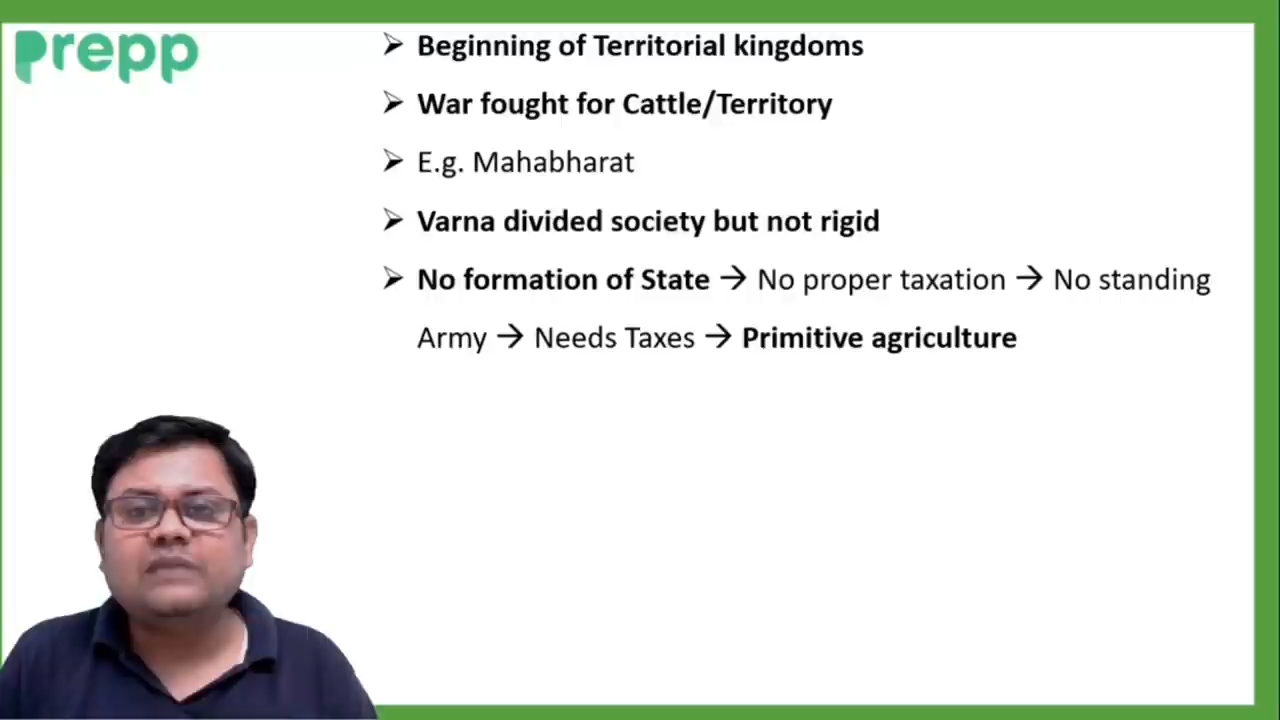 prepp
➢ Beginning of Territorial kingdoms
➢ War fought for Cattle/Territory
➢ E.g. Mahabharat
➢ Varna divided society but not rigid
➢ No formation of State → No proper taxation → No standing
Army → Needs Taxes → Primitive agriculture